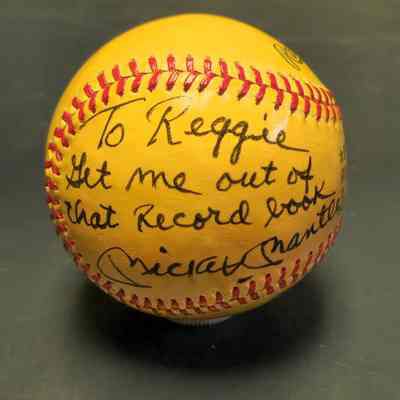 To Reggie
Get me out of
that Record book
Mickey Mantle